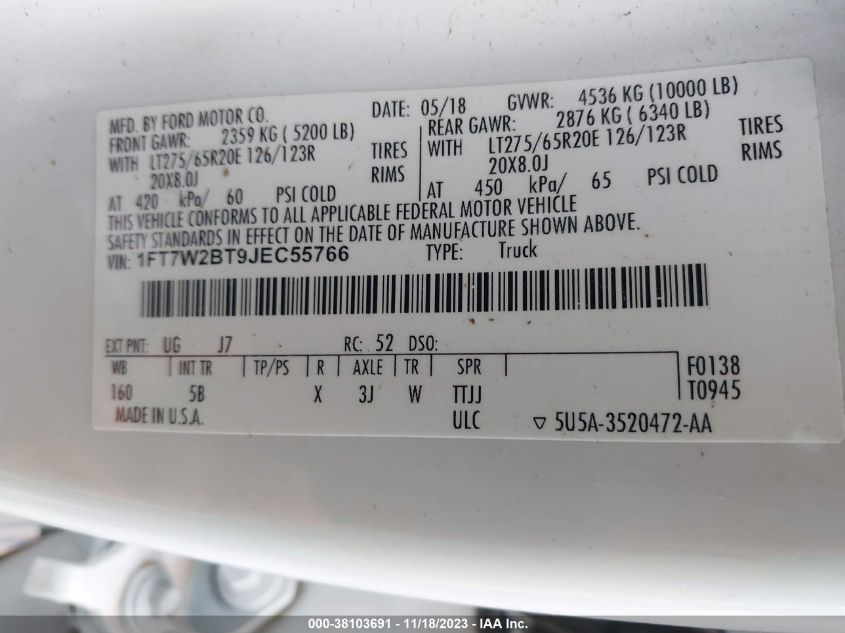 MFD. BY FORD MOTOR CO. DATE: 05/18 GVWR: 4536 KG (10000 LB)
FRONT GAWR: 2359 KG ( 5200 LB) REAR GAWR: 2876 KG ( 6340 LB)
WITH LT275/65R20E 126/123R TIRES WITH LT275/65R20E 126/123R TIRES
20X8.0J RIMS 20X8.0J RIMS
AT 420 kPa/ 60 PSI COLD AT 450 kPa/ 65 PSI COLD
THIS VEHICLE CONFORMS TO ALL APPLICABLE FEDERAL MOTOR VEHICLE
SAFETY STANDARDS IN EFFECT ON THE DATE OF MANUFACTURE SHOWN ABOVE.
VIN: 1FT7W2BT9JEC55766 TYPE: Truck
EXT PNT: UG J7 RC: 52 DSO:
WB INT TR TP/PS R AXLE TR SPR F0138
160 5B X 3J W TTJJ T0945
MADE IN U.S.A. ULC ▽ 5U5A-3520472-AA
000-38103691 - 11/18/2023 - IAA Inc.